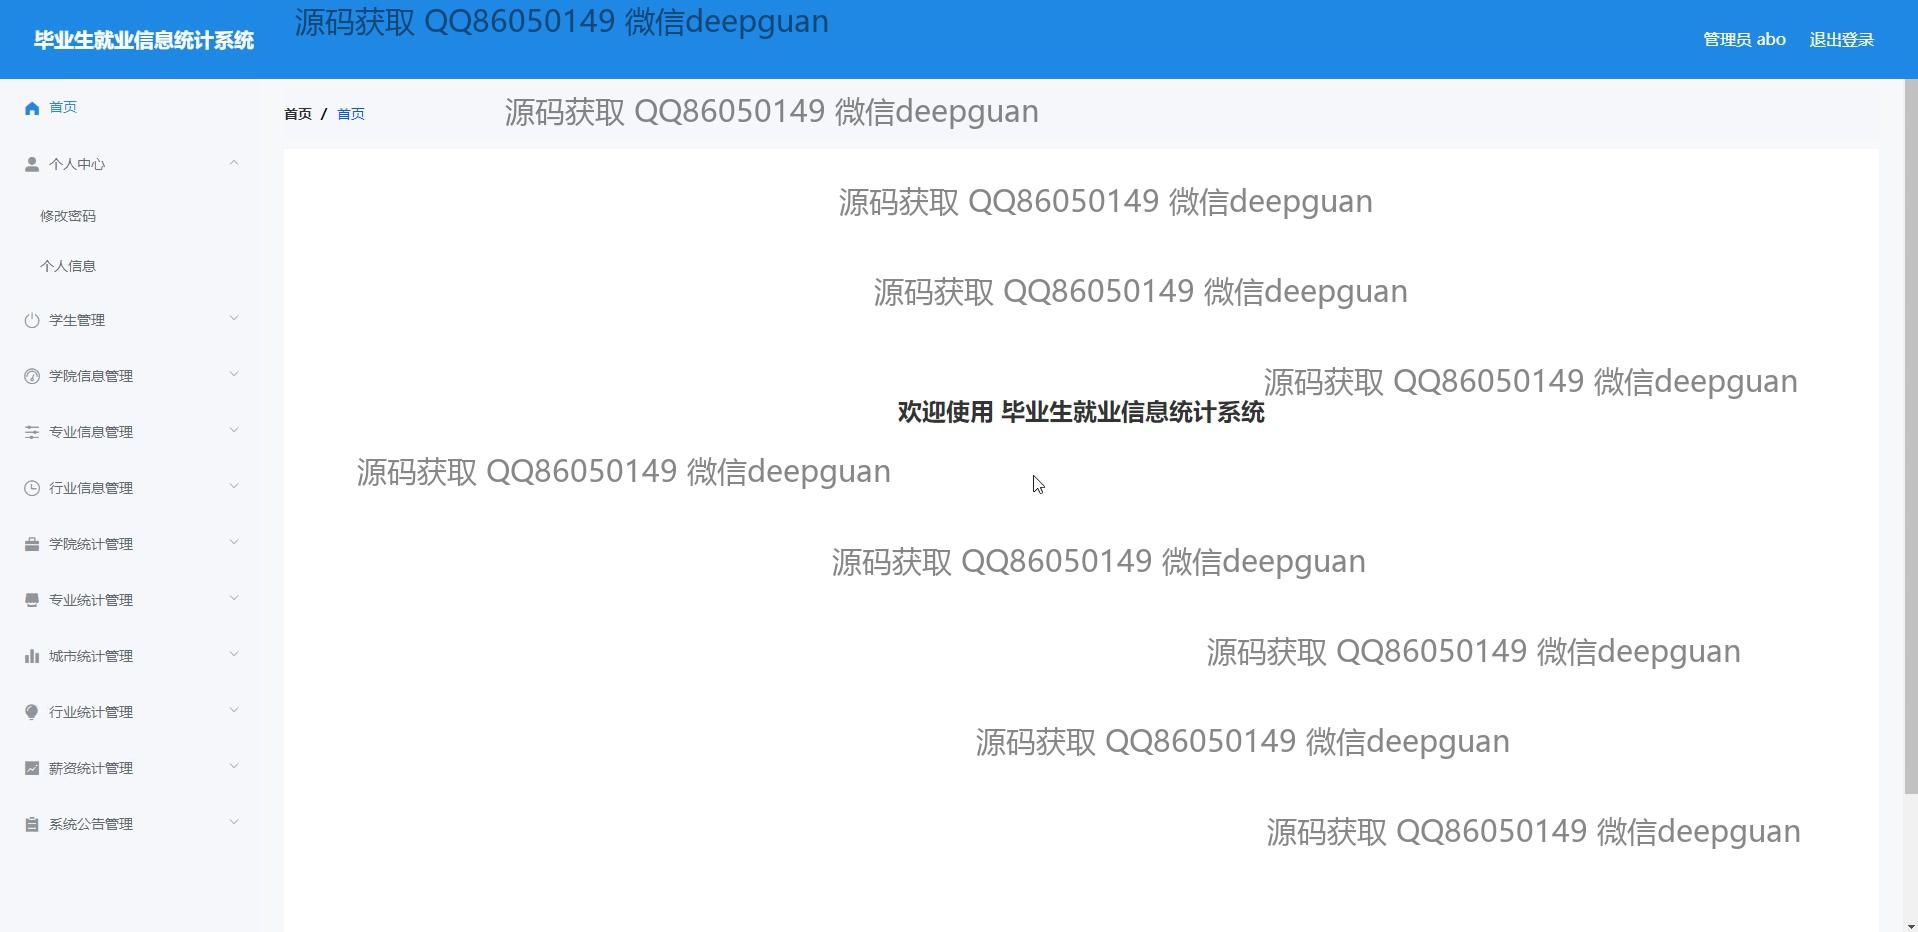 源码获取 QQ86050149 微信deepguan
毕业生就业信息统计系统
管理员 abo 退出登录
首页
首页 / 首页
源码获取 QQ86050149 微信deepguan
个人中心
源码获取 QQ86050149 微信deepguan
修改密码
个人信息
源码获取 QQ86050149 微信deepguan
学生管理
学院信息管理
源码获取 QQ86050149 微信deepguan
欢迎使用 毕业生就业信息统计系统
专业信息管理
源码获取 QQ86050149 微信deepguan
行业信息管理
学院统计管理
源码获取 QQ86050149 微信deepguan
专业统计管理
城市统计管理
源码获取 QQ86050149 微信deepguan
行业统计管理
源码获取 QQ86050149 微信deepguan
薪资统计管理
系统公告管理
源码获取 QQ86050149 微信deepguan